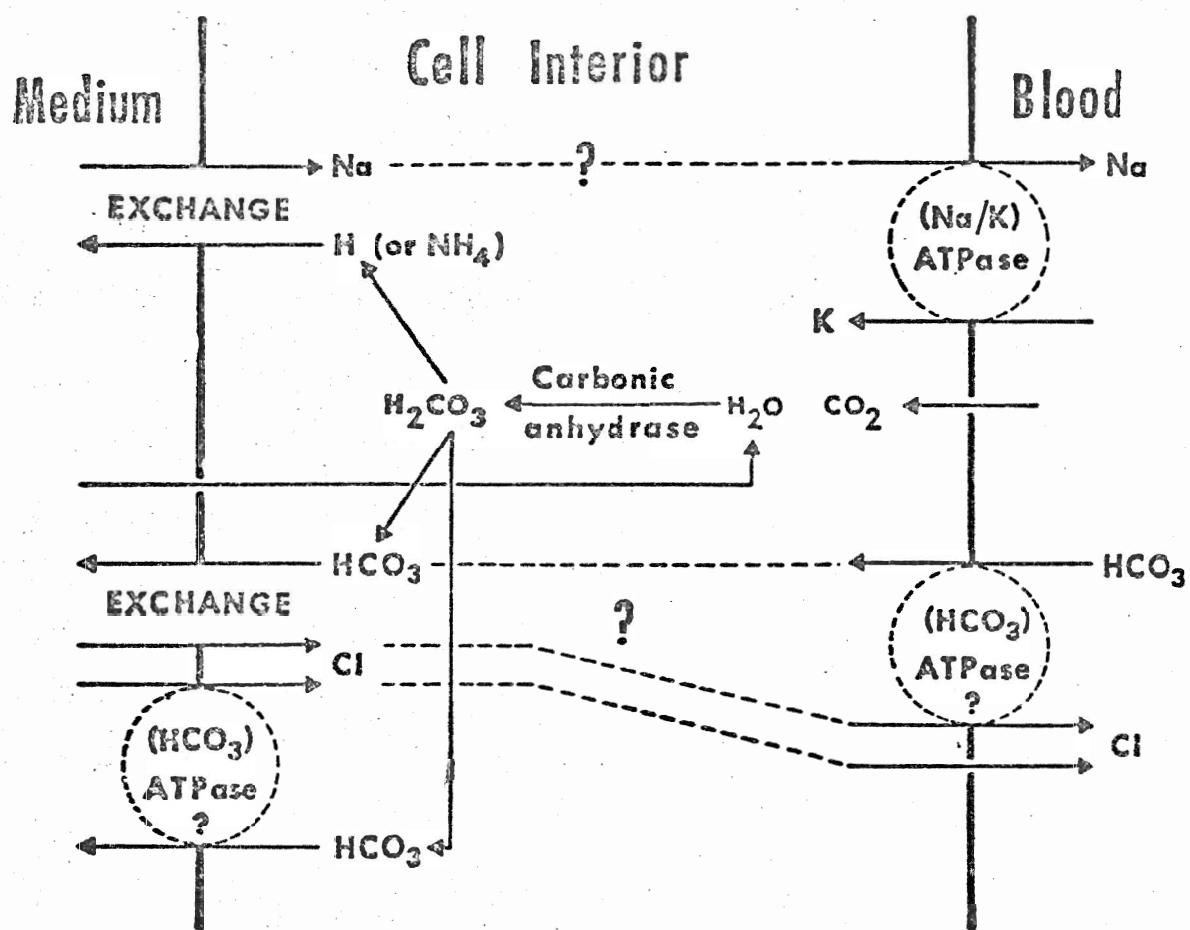 Cell Interior
Medium
Blood
Na
?
Na
EXCHANGE
(Na/K)
ATPase
H (or NH₄)
K
Carbonic
anhydrase
H₂CO₃
H₂O
CO₂
HCO₃
HCO₃
EXCHANGE
?
(HCO₃)
ATPase
?
Cl
Cl
(HCO₃)
ATPase
?
HCO₃